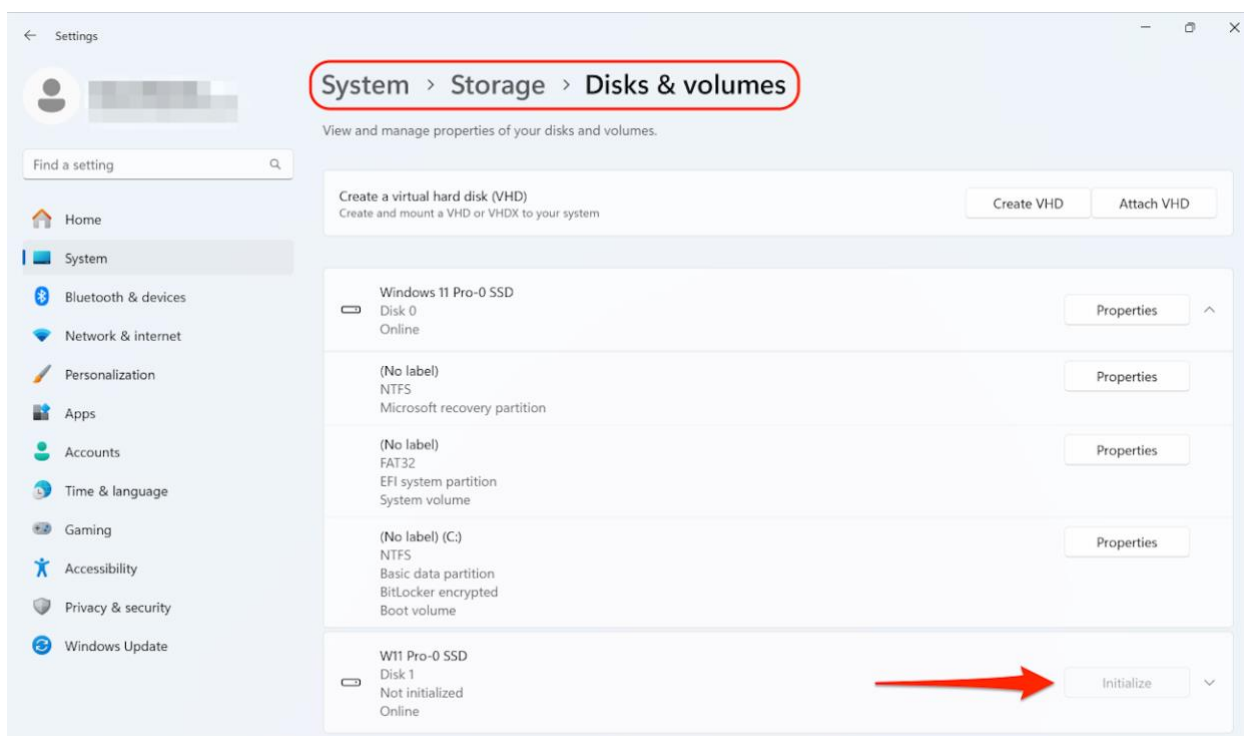 Settings
System > Storage > Disks & volumes
View and manage properties of your disks and volumes.
Find a setting
Home
System
Bluetooth & devices
Network & internet
Personalization
Apps
Accounts
Time & language
Gaming
Accessibility
Privacy & security
Windows Update
Create a virtual hard disk (VHD)
Create and mount a VHD or VHDX to your system
Create VHD
Attach VHD
Windows 11 Pro-0 SSD
Disk 0
Online
Properties
(No label)
NTFS
Microsoft recovery partition
Properties
(No label)
FAT32
EFI system partition
System volume
Properties
(No label) (C:)
NTFS
Basic data partition
BitLocker encrypted
Boot volume
Properties
W11 Pro-0 SSD
Disk 1
Not initialized
Online
Initialize